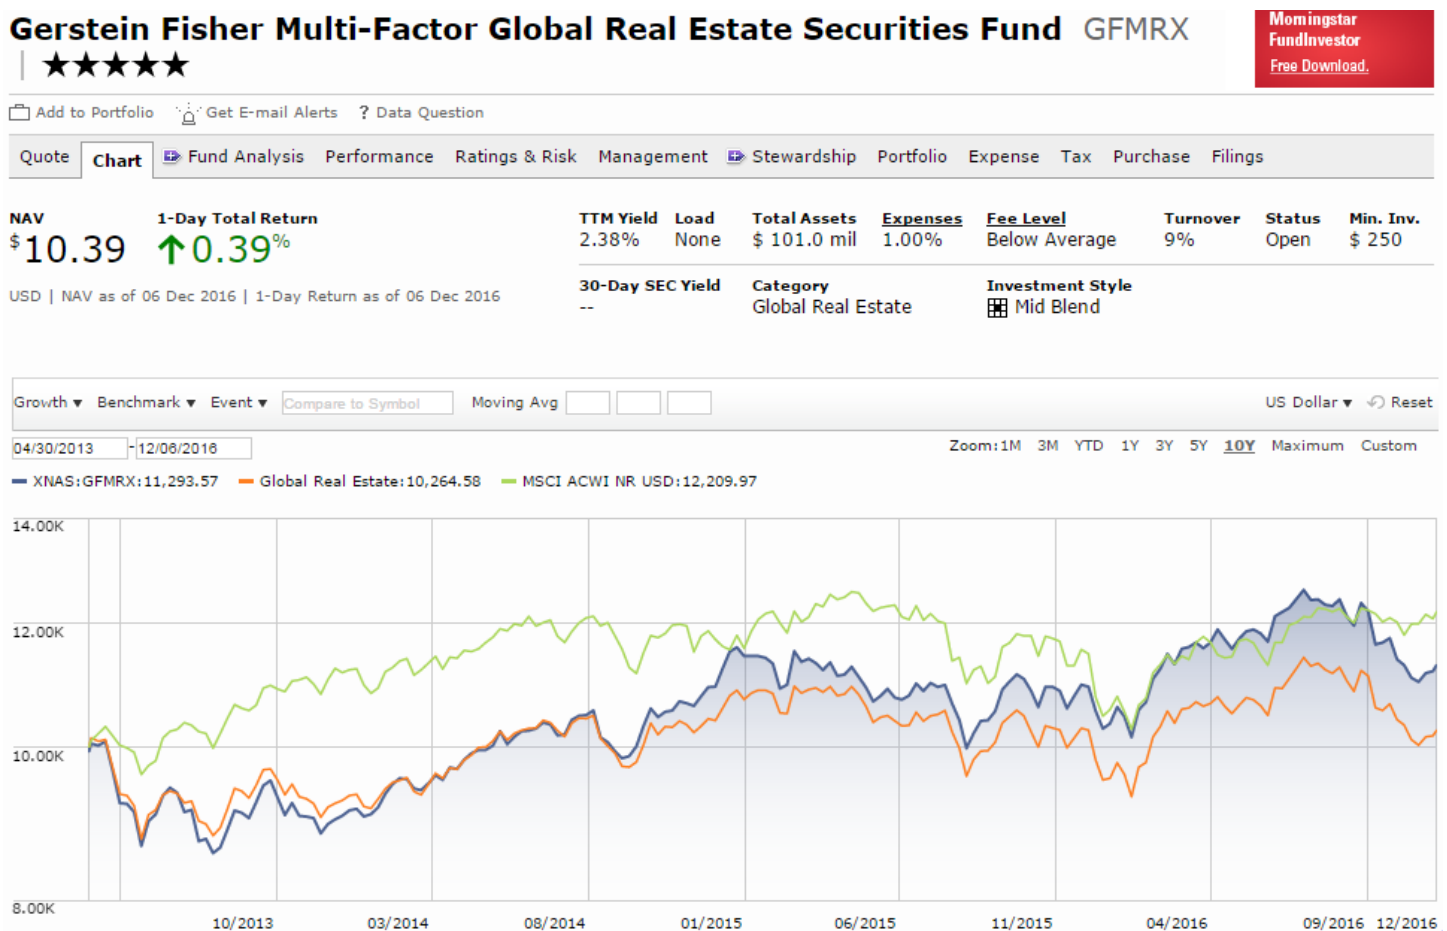 Gerstein Fisher Multi-Factor Global Real Estate Securities Fund GFMRX
★★★★★
Morningstar
FundInvestor
Free Download.
Add to Portfolio Get E-mail Alerts ? Data Question
Quote Chart Fund Analysis Performance Ratings & Risk Management Stewardship Portfolio Expense Tax Purchase Filings
NAV 1-Day Total Return
$10.39 0.39%
USD | NAV as of 06 Dec 2016 | 1-Day Return as of 06 Dec 2016
TTM Yield Load Total Assets Expenses Fee Level Turnover Status Min. Inv.
2.38% None $ 101.0 mil 1.00% Below Average 9% Open $ 250
30-Day SEC Yield Category Investment Style
-- Global Real Estate Mid Blend
Growth ▼ Benchmark ▼ Event ▼ Compare to Symbol Moving Avg US Dollar ▼ Reset
04/30/2013 - 12/06/2016 Zoom: 1M 3M YTD 1Y 3Y 5Y 10Y Maximum Custom
XNAS:GFMRX:11,293.57 Global Real Estate:10,264.58 MSCI ACWI NR USD:12,209.97
14.00K
12.00K
10.00K
8.00K
10/2013 03/2014 08/2014 01/2015 06/2015 11/2015 04/2016 09/2016 12/2016